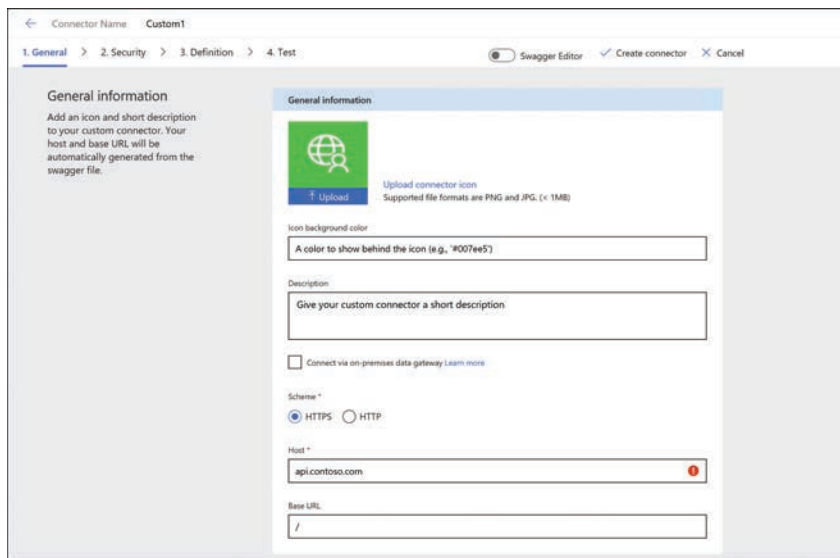 ← Connector Name Custom1
1. General > 2. Security > 3. Definition > 4. Test Swagger Editor ✓ Create connector ✕ Cancel
General information
Add an icon and short description
to your custom connector. Your
host and base URL will be
automatically generated from the
swagger file.
General information
Upload
Upload connector icon
Supported file formats are PNG and JPG. (< 1MB)
Icon background color
A color to show behind the icon (e.g., '#007ee5')
Description
Give your custom connector a short description
Connect via on-premises data gateway Learn more
Scheme *
HTTPS HTTP
Host *
api.contoso.com
Base URL
/